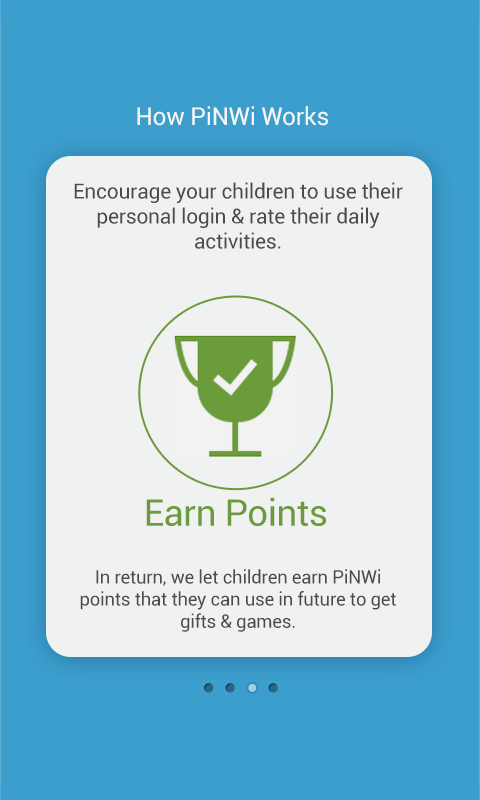 How PiNWi Works
Encourage your children to use their
personal login & rate their daily
activities.
Earn Points
In return, we let children earn PiNWi
points that they can use in future to get
gifts & games.